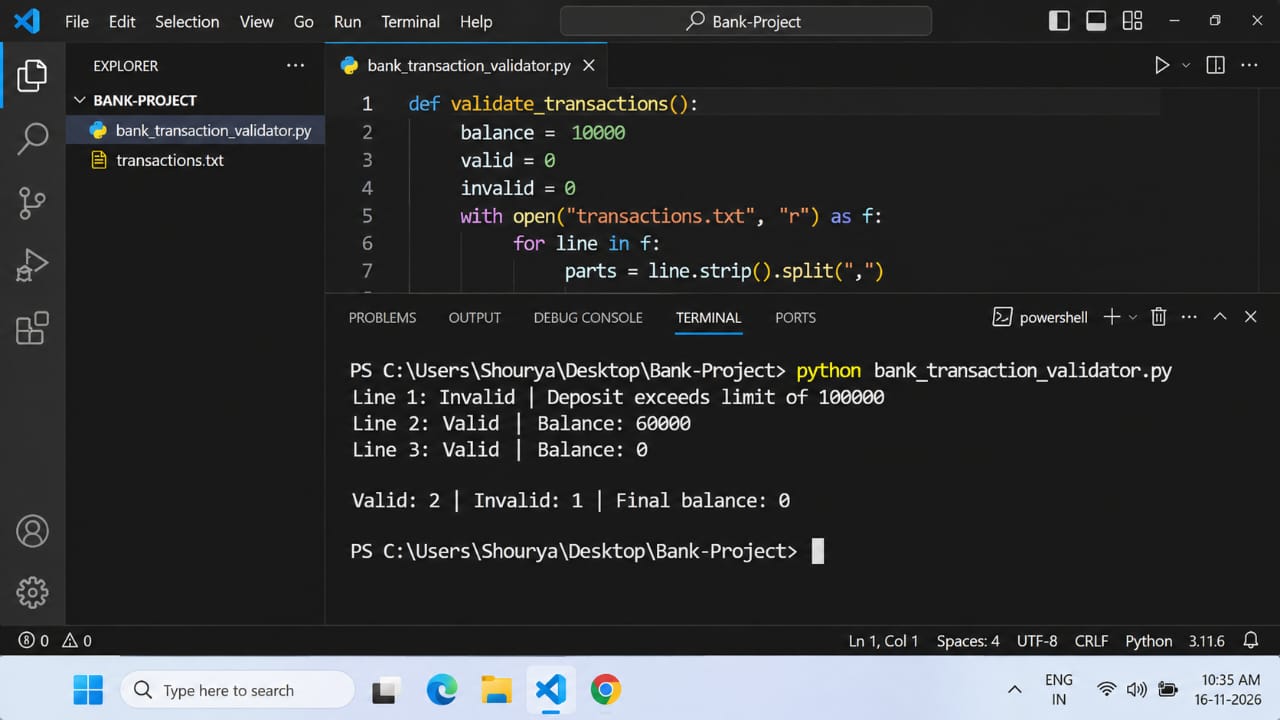 File Edit Selection View Go Run Terminal Help
Bank-Project
EXPLORER
BANK-PROJECT
bank_transaction_validator.py
transactions.txt
bank_transaction_validator.py
1 def validate_transactions():
2 balance = 10000
3 valid = 0
4 invalid = 0
5 with open("transactions.txt", "r") as f:
6 for line in f:
7 parts = line.strip().split(",")
PROBLEMS OUTPUT DEBUG CONSOLE TERMINAL PORTS
powershell
PS C:\Users\Shourya\Desktop\Bank-Project> python bank_transaction_validator.py
Line 1: Invalid | Deposit exceeds limit of 100000
Line 2: Valid | Balance: 60000
Line 3: Valid | Balance: 0
Valid: 2 | Invalid: 1 | Final balance: 0
PS C:\Users\Shourya\Desktop\Bank-Project>
0 0 Ln 1, Col 1 Spaces: 4 UTF-8 CRLF Python 3.11.6
Type here to search
ENG
IN
10:35 AM
16-11-2026